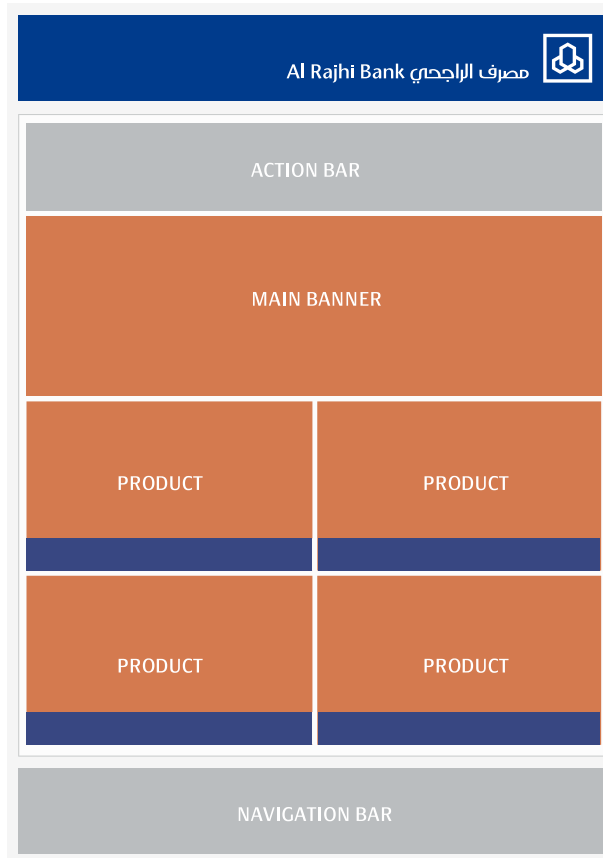 Al Rajhi Bank مصرف الراجحي
ACTION BAR
MAIN BANNER
PRODUCT PRODUCT
PRODUCT PRODUCT
NAVIGATION BAR